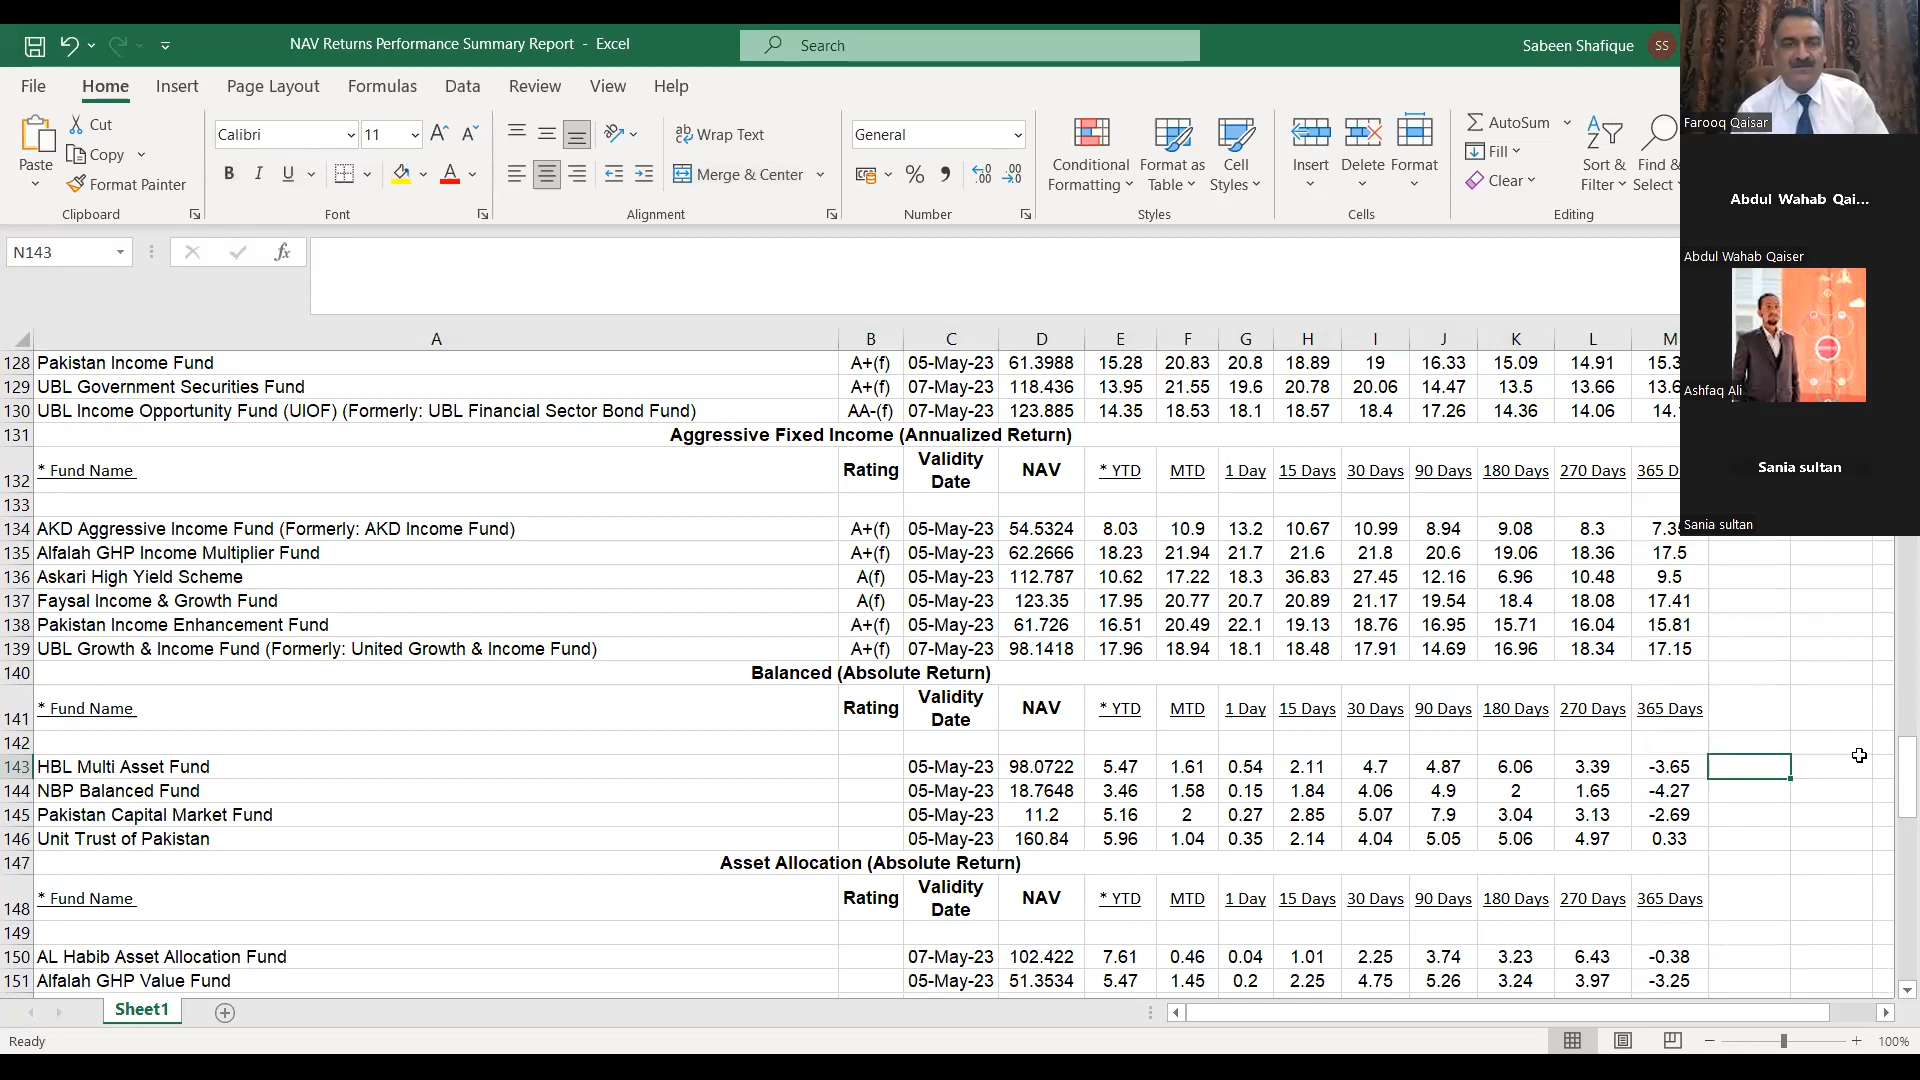 NAV Returns Performance Summary Report - Excel
Search
Sabeen Shafique SS
File Home Insert Page Layout Formulas Data Review View Help
Paste
Cut
Copy
Format Painter
Clipboard
Calibri 11
B I U
Font
Wrap Text
Merge & Center
Alignment
General
Number
Conditional Formatting
Format as Table
Cell Styles
Styles
Insert Delete Format
Cells
AutoSum
Fill
Clear
Sort & Filter
Find & Select
Editing
N143
fx
A B C D E F G H I J K L M
128 Pakistan Income Fund A+(f) 05-May-23 61.3988 15.28 20.83 20.8 18.89 19 16.33 15.09 14.91 15.3
129 UBL Government Securities Fund A+(f) 07-May-23 118.436 13.95 21.55 19.6 20.78 20.06 14.47 13.5 13.66 13.6
130 UBL Income Opportunity Fund (UIOF) (Formerly: UBL Financial Sector Bond Fund) AA-(f) 07-May-23 123.885 14.35 18.53 18.1 18.57 18.4 17.26 14.36 14.06 14.
131 Aggressive Fixed Income (Annualized Return)
132 * Fund Name Rating Validity Date NAV * YTD MTD 1 Day 15 Days 30 Days 90 Days 180 Days 270 Days 365 D
133
134 AKD Aggressive Income Fund (Formerly: AKD Income Fund) A+(f) 05-May-23 54.5324 8.03 10.9 13.2 10.67 10.99 8.94 9.08 8.3 7.35
135 Alfalah GHP Income Multiplier Fund A+(f) 05-May-23 62.2666 18.23 21.94 21.7 21.6 21.8 20.6 19.06 18.36 17.5
136 Askari High Yield Scheme A(f) 05-May-23 112.787 10.62 17.22 18.3 36.83 27.45 12.16 6.96 10.48 9.5
137 Faysal Income & Growth Fund A(f) 05-May-23 123.35 17.95 20.77 20.7 20.89 21.17 19.54 18.4 18.08 17.41
138 Pakistan Income Enhancement Fund A+(f) 05-May-23 61.726 16.51 20.49 22.1 19.13 18.76 16.95 15.71 16.04 15.81
139 UBL Growth & Income Fund (Formerly: United Growth & Income Fund) A+(f) 07-May-23 98.1418 17.96 18.94 18.1 18.48 17.91 14.69 16.96 18.34 17.15
140 Balanced (Absolute Return)
141 * Fund Name Rating Validity Date NAV * YTD MTD 1 Day 15 Days 30 Days 90 Days 180 Days 270 Days 365 Days
142
143 HBL Multi Asset Fund 05-May-23 98.0722 5.47 1.61 0.54 2.11 4.7 4.87 6.06 3.39 -3.65
144 NBP Balanced Fund 05-May-23 18.7648 3.46 1.58 0.15 1.84 4.06 4.9 2 1.65 -4.27
145 Pakistan Capital Market Fund 05-May-23 11.2 5.16 2 0.27 2.85 5.07 7.9 3.04 3.13 -2.69
146 Unit Trust of Pakistan 05-May-23 160.84 5.96 1.04 0.35 2.14 4.04 5.05 5.06 4.97 0.33
147 Asset Allocation (Absolute Return)
148 * Fund Name Rating Validity Date NAV * YTD MTD 1 Day 15 Days 30 Days 90 Days 180 Days 270 Days 365 Days
149
150 AL Habib Asset Allocation Fund 07-May-23 102.422 7.61 0.46 0.04 1.01 2.25 3.74 3.23 6.43 -0.38
151 Alfalah GHP Value Fund 05-May-23 51.3534 5.47 1.45 0.2 2.25 4.75 5.26 3.24 3.97 -3.25
Sheet1
Ready
100%
Farooq Qaisar
Abdul Wahab Qai...
Abdul Wahab Qaiser
Ashfaq Ali
Sania sultan
Sania sultan